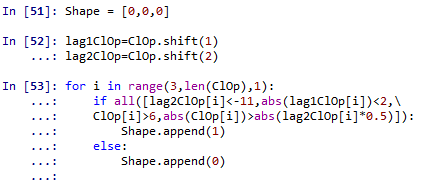 In [51]: Shape = [0,0,0]
In [52]: lag1ClOp=ClOp.shift(1)
...: lag2ClOp=ClOp.shift(2)
In [53]: for i in range(3,len(ClOp),1):
...: if all([lag2ClOp[i]<-11,abs(lag1ClOp[i])<2,\
...: ClOp[i]>6,abs(ClOp[i])>abs(lag2ClOp[i]*0.5)]):
...: Shape.append(1)
...: else:
...: Shape.append(0)
...: